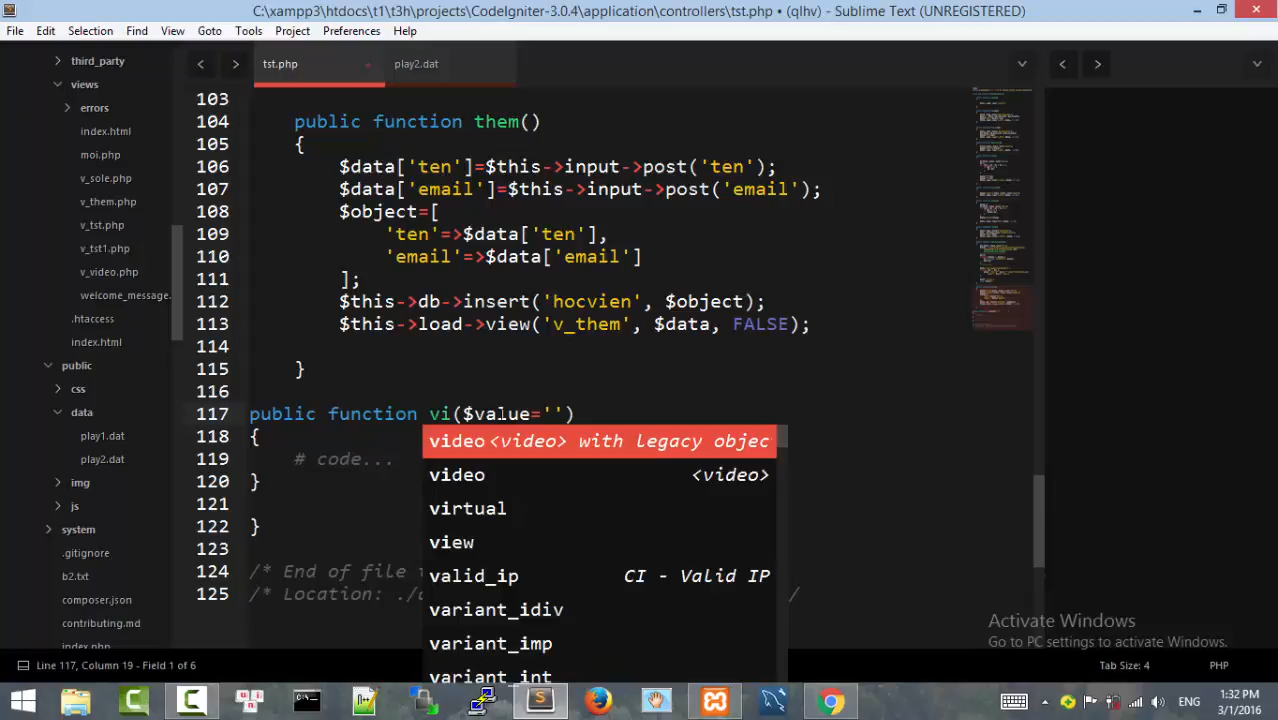 C:\xampp3\htdocs\t1\t3h\projects\CodeIgniter-3.0.4\application\controllers\tst.php • (qlhv) - Sublime Text (UNREGISTERED)
File Edit Selection Find View Goto Tools Project Preferences Help
third_party
views
errors
index.html
moi.php
v_sole.php
v_them.php
v_tst.php
v_tst1.php
v_video.php
welcome_message.
.htaccess
index.html
public
css
data
play1.dat
play2.dat
img
js
system
.gitignore
b2.txt
composer.json
contributing.md
index.php
tst.php play2.dat
103
104 public function them()
105 {
106 $data['ten']=$this->input->post('ten');
107 $data['email']=$this->input->post('email');
108 $object=[
109 'ten'=>$data['ten'],
110 'email'=>$data['email']
111 ];
112 $this->db->insert('hocvien', $object);
113 $this->load->view('v_them', $data, FALSE);
114
115 }
116
117 public function vi($value='')
118 {
119 # code...
120 }
121
122 }
123
124 /* End of file
125 /* Location: ./ /
video <video> with legacy objec
video <video>
virtual
view
valid_ip CI - Valid IP
variant_idiv
variant_imp
variant_int
Activate Windows
Go to PC settings to activate Windows.
Line 117, Column 19 - Field 1 of 6 Tab Size: 4 PHP
ENG
1:32 PM
3/1/2016